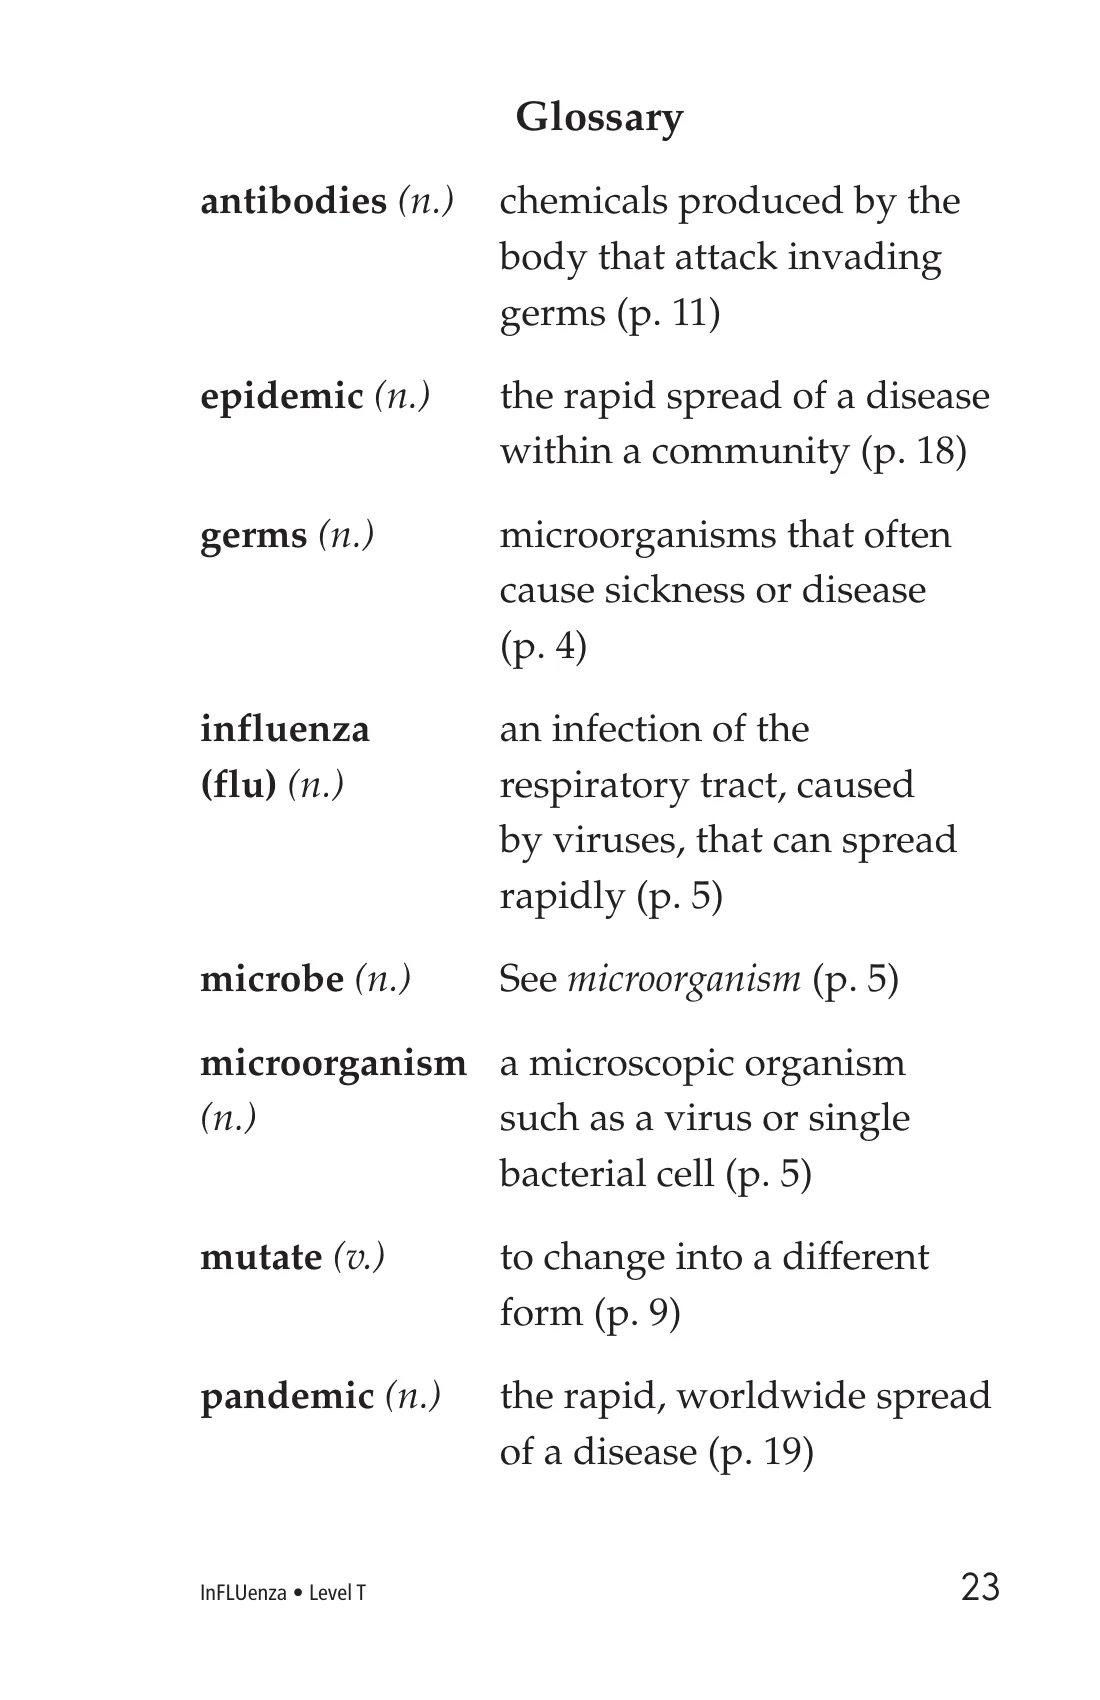 Glossary
antibodies (n.) chemicals produced by the
body that attack invading
germs (p. 11)
epidemic (n.) the rapid spread of a disease
within a community (p. 18)
germs (n.) microorganisms that often
cause sickness or disease
(p. 4)
influenza an infection of the
(flu) (n.) respiratory tract, caused
by viruses, that can spread
rapidly (p. 5)
microbe (n.) See microorganism (p. 5)
microorganism a microscopic organism
(n.) such as a virus or single
bacterial cell (p. 5)
mutate (v.) to change into a different
form (p. 9)
pandemic (n.) the rapid, worldwide spread
of a disease (p. 19)
InFLUenza • Level T 23